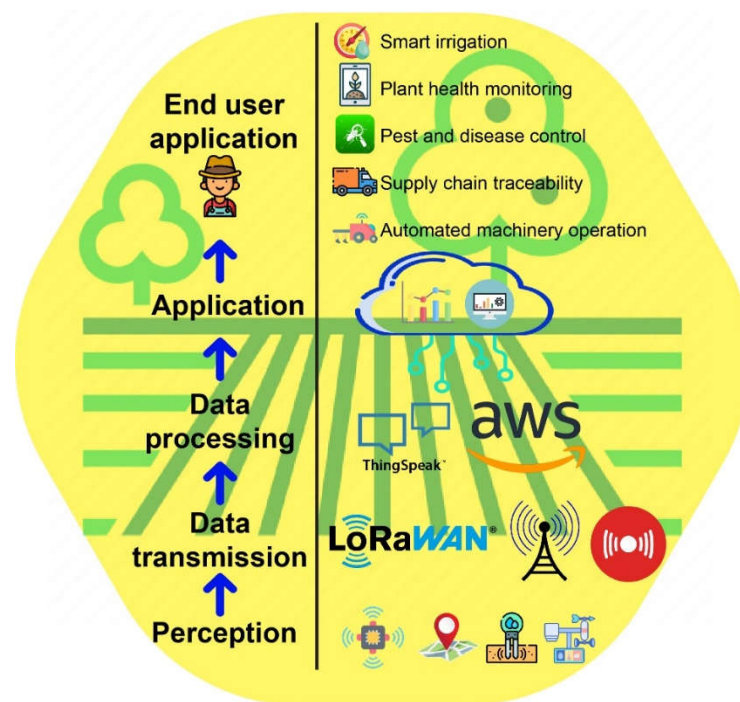 End user
application
Application
Data
processing
Data
transmission
Perception
Smart irrigation
Plant health monitoring
Pest and disease control
Supply chain traceability
Automated machinery operation
ThingSpeak™
aws
LoRaWAN®